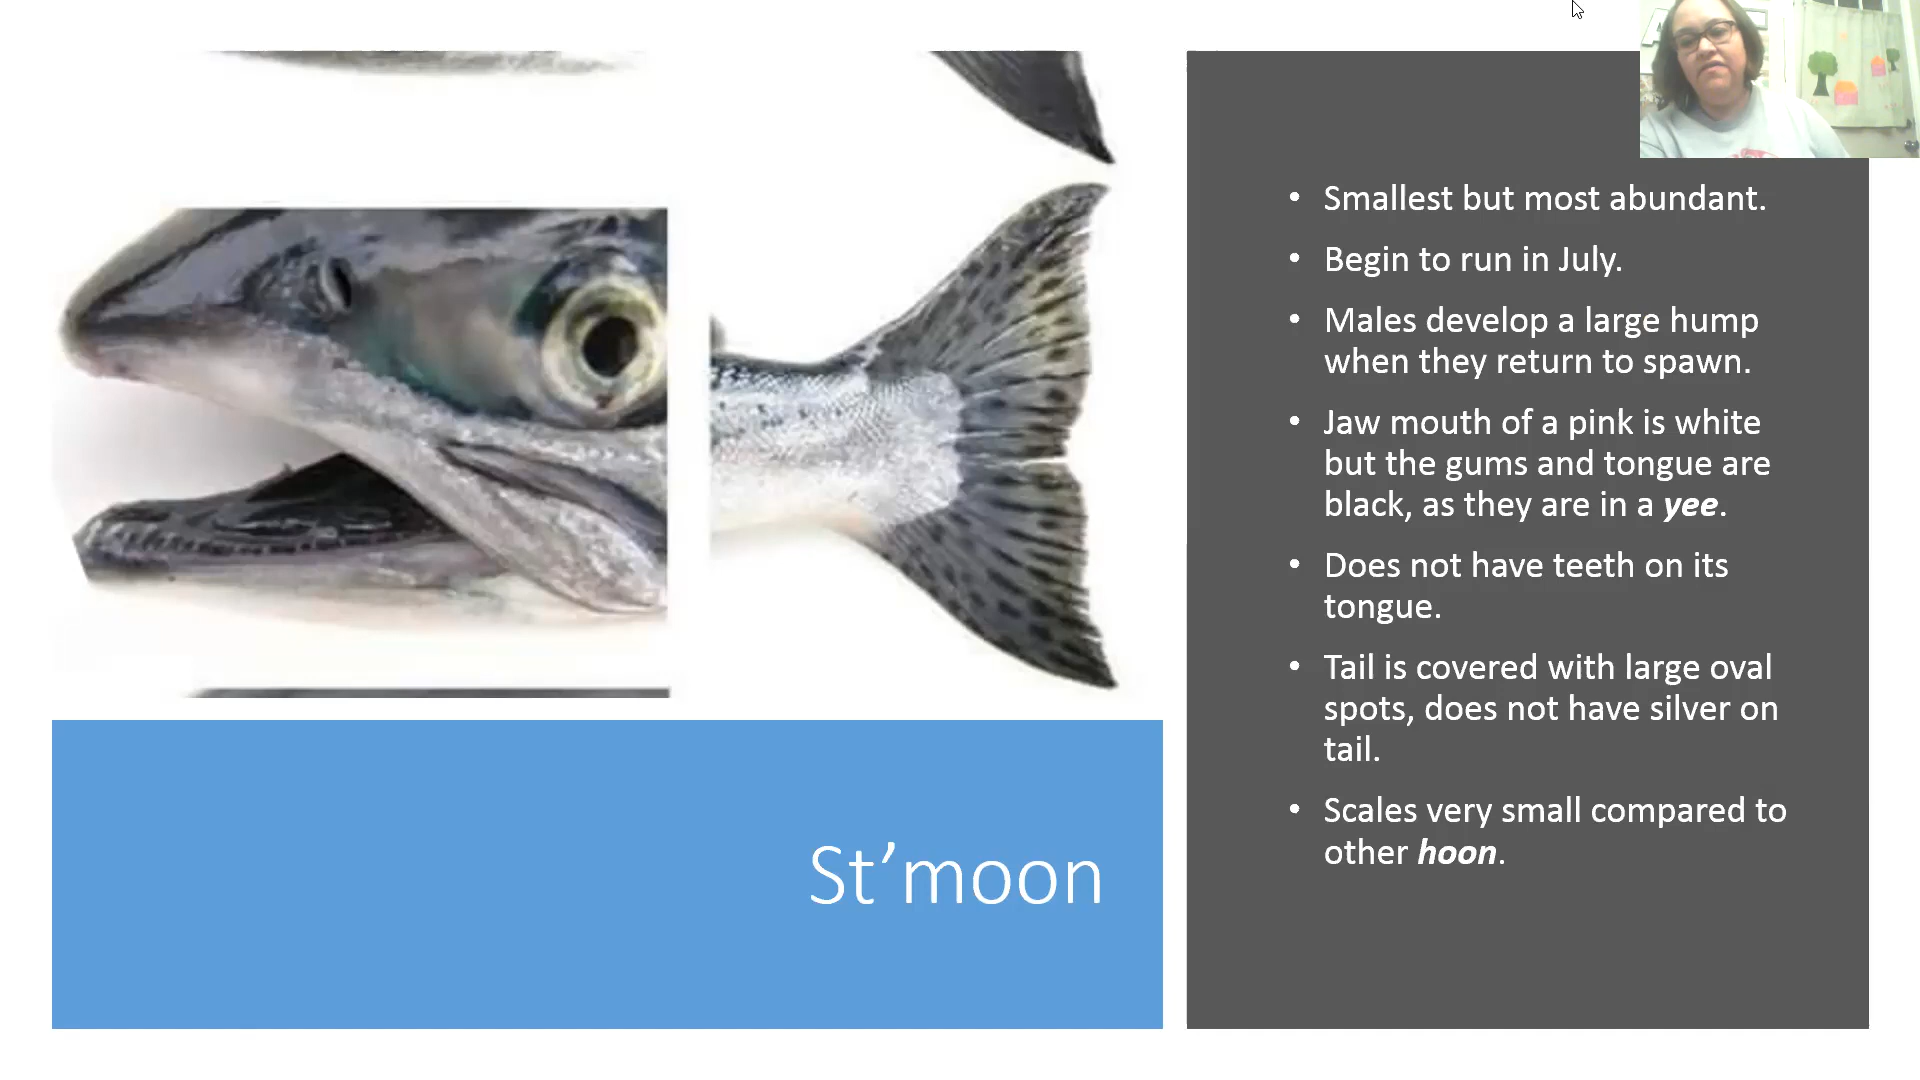 • Smallest but most abundant.
• Begin to run in July.
• Males develop a large hump
when they return to spawn.
• Jaw mouth of a pink is white
but the gums and tongue are
black, as they are in a yee.
• Does not have teeth on its
tongue.
• Tail is covered with large oval
spots, does not have silver on
tail.
• Scales very small compared to
other hoon.
St’moon